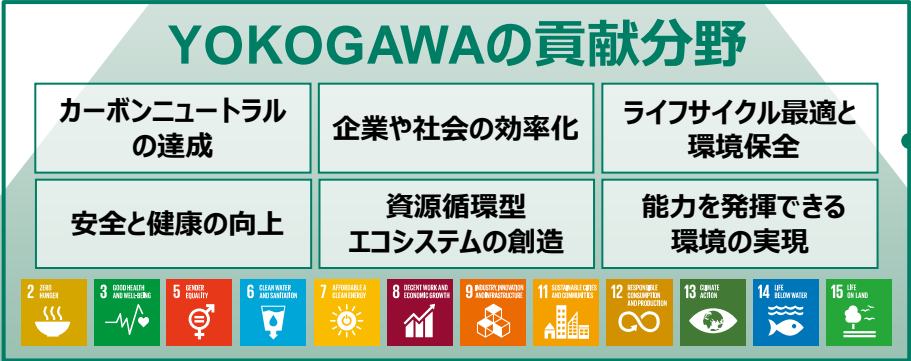 YOKOGAWAの貢献分野
カーボンニュートラル
の達成
企業や社会の効率化
ライフサイクル最適と
環境保全
安全と健康の向上
資源循環型
エコシステムの創造
能力を発揮できる
環境の実現
2 ZERO
HUNGER
3 GOOD HEALTH
AND WELL-BEING
5 GENDER
EQUALITY
6 CLEAN WATER
AND SANITATION
7 AFFORDABLE &
CLEAN ENERGY
8 DECENT WORK AND
ECONOMIC GROWTH
9 INDUSTRY, INNOVATION
AND INFRASTRUCTURE
11 SUSTAINABLE CITIES
AND COMMUNITIES
12 RESPONSIBLE
CONSUMPTION
AND PRODUCTION
13 CLIMATE
ACTION
14 LIFE
BELOW WATER
15 LIFE
ON LAND